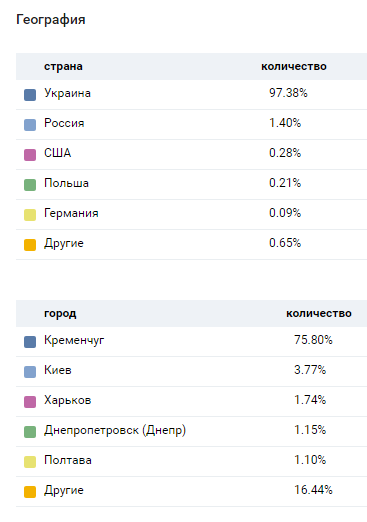 География
страна количество
Украина 97.38%
Россия 1.40%
США 0.28%
Польша 0.21%
Германия 0.09%
Другие 0.65%
город количество
Кременчуг 75.80%
Киев 3.77%
Харьков 1.74%
Днепропетровск (Днепр) 1.15%
Полтава 1.10%
Другие 16.44%